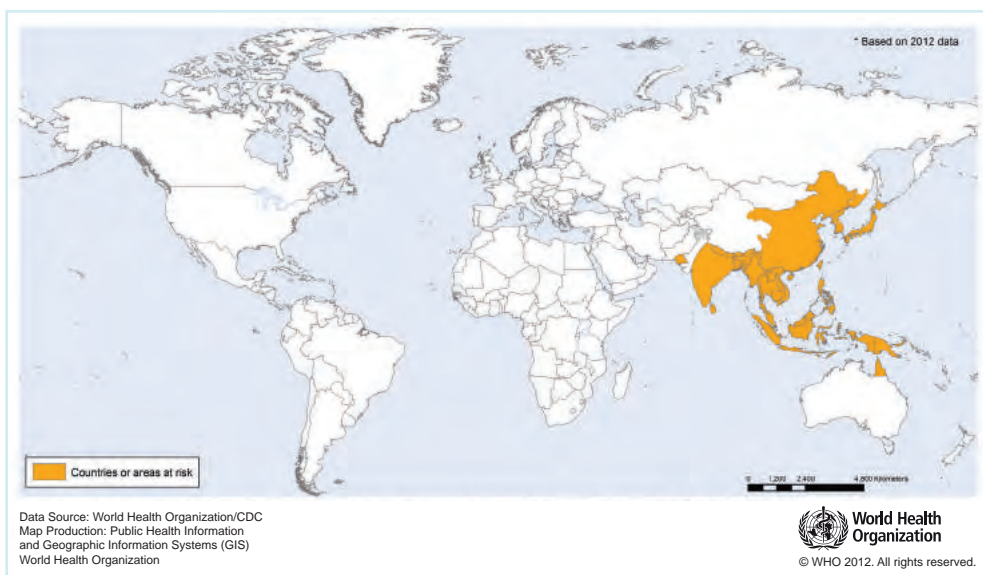 * Based on 2012 data
Countries or areas at risk
0 1,200 2,400 4,800 Kilometers
Data Source: World Health Organization/CDC
Map Production: Public Health Information
and Geographic Information Systems (GIS)
World Health Organization
World Health
Organization
© WHO 2012. All rights reserved.